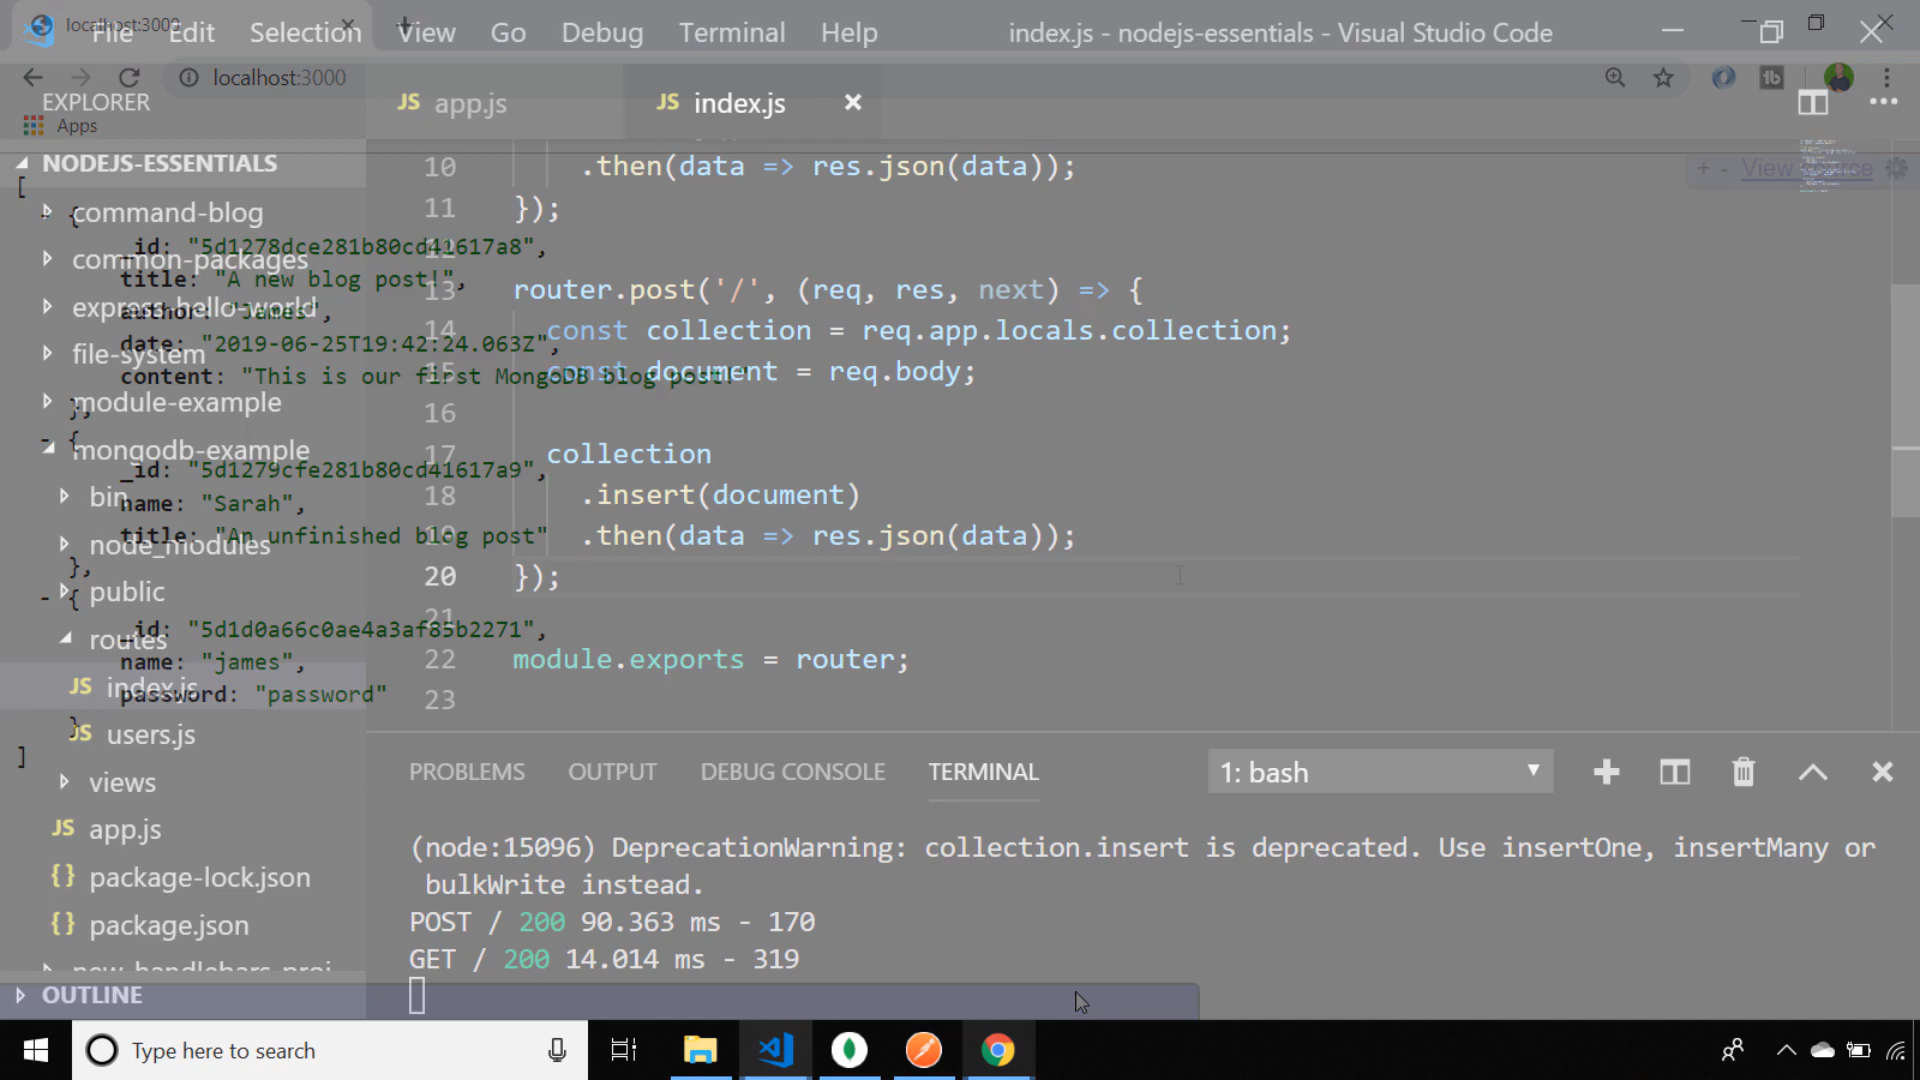 localhost:3000
File Edit Selection View Go Debug Terminal Help
index.js - nodejs-essentials - Visual Studio Code
localhost:3000
EXPLORER
JS app.js
JS index.js
Apps
NODEJS-ESSENTIALS
+ - View source
[
command-blog
common-packages
express-hello-world
file-system
module-example
mongodb-example
bin
node_modules
public
routes
JS index.js
JS users.js
views
JS app.js
{} package-lock.json
{} package.json
new-handlebars-proj
OUTLINE
{
_id: "5d1278dce281b80cd41617a8",
title: "A new blog post!",
author: "James",
date: "2019-06-25T19:42:24.063Z",
content: "This is our first MongoDB blog post!"
},
- {
_id: "5d1279cfe281b80cd41617a9",
name: "Sarah",
title: "An unfinished blog post"
},
- {
_id: "5d1d0a66c0ae4a3af85b2271",
name: "james",
password: "password"
}
]
10 .then(data => res.json(data));
11 });
12
13 router.post('/', (req, res, next) => {
14 const collection = req.app.locals.collection;
15 const document = req.body;
16
17 collection
18 .insert(document)
19 .then(data => res.json(data));
20 });
21
22 module.exports = router;
23
PROBLEMS OUTPUT DEBUG CONSOLE TERMINAL
1: bash
(node:15096) DeprecationWarning: collection.insert is deprecated. Use insertOne, insertMany or
bulkWrite instead.
POST / 200 90.363 ms - 170
GET / 200 14.014 ms - 319
Type here to search